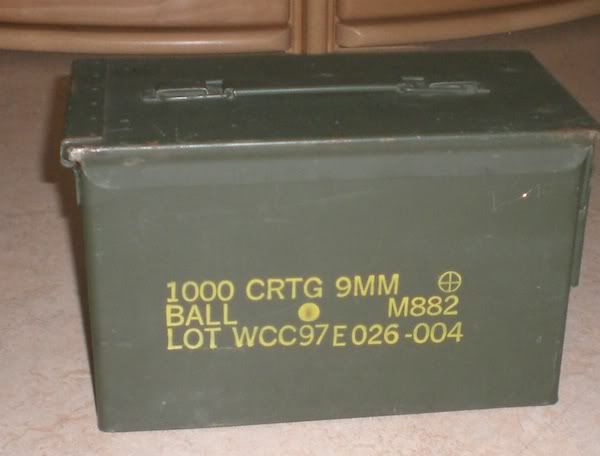 1000 CRTG 9MM
BALL M882
LOT WCC97E026-004